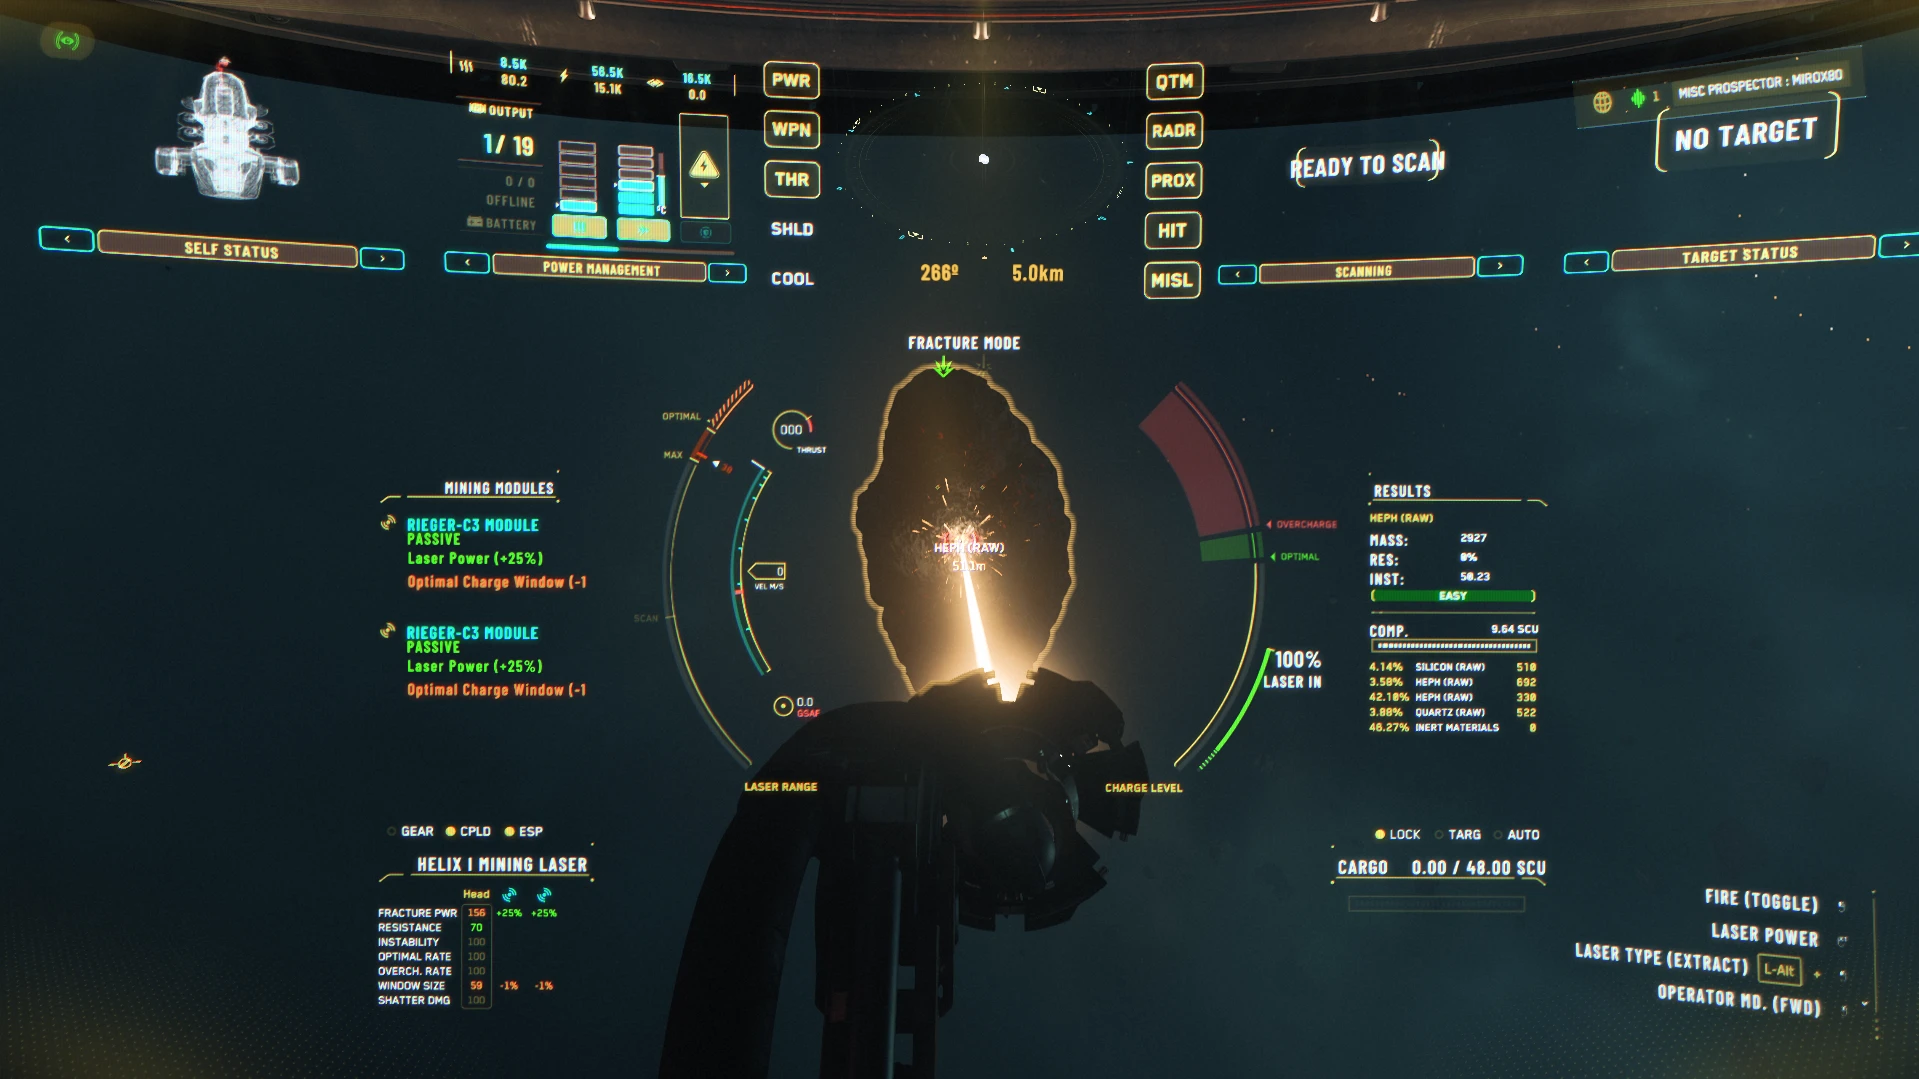 8.5K
80.2
56.5K
15.1K
16.5K
0.0
OUTPUT
1/ 19
0 / 0
OFFLINE
BATTERY
°C
PWR
WPN
THR
SHLD
COOL
QTM
RADR
PROX
HIT
MISL
266º
5.0km
READY TO SCAN
1
MISC PROSPECTOR : MIROX80
NO TARGET
SELF STATUS
POWER MANAGEMENT
SCANNING
TARGET STATUS
FRACTURE MODE
OPTIMAL
MAX
SCAN
000
THRUST
0
VEL M/S
0.0
GSAF
LASER RANGE
HEPH (RAW)
OVERCHARGE
OPTIMAL
100%
LASER IN
CHARGE LEVEL
MINING MODULES
RIEGER-C3 MODULE
PASSIVE
Laser Power (+25%)
Optimal Charge Window (-1
RIEGER-C3 MODULE
PASSIVE
Laser Power (+25%)
Optimal Charge Window (-1
RESULTS
HEPH (RAW)
MASS: 2927
RES: 0%
INST: 50.23
EASY
COMP. 9.64 SCU
4.14% SILICON (RAW) 510
3.58% HEPH (RAW) 692
42.10% HEPH (RAW) 330
3.88% QUARTZ (RAW) 522
46.27% INERT MATERIALS 0
GEAR CPLD ESP
HELIX I MINING LASER
Head
FRACTURE PWR 156 +25% +25%
RESISTANCE 70
INSTABILITY 100
OPTIMAL RATE 100
OVERCH. RATE 100
WINDOW SIZE 59 -1% -1%
SHATTER DMG 100
LOCK TARG AUTO
CARGO 0.00 / 48.00 SCU
FIRE (TOGGLE)
LASER POWER
LASER TYPE (EXTRACT) L-Alt +
OPERATOR MD. (FWD)